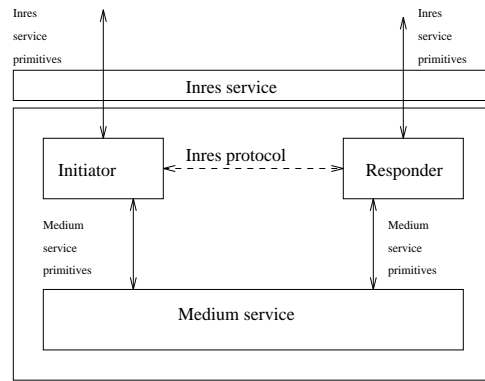 Inres
service
primitives
Inres
service
primitives
Inres service
Inres protocol
Initiator
Responder
Medium
service
primitives
Medium
service
primitives
Medium service